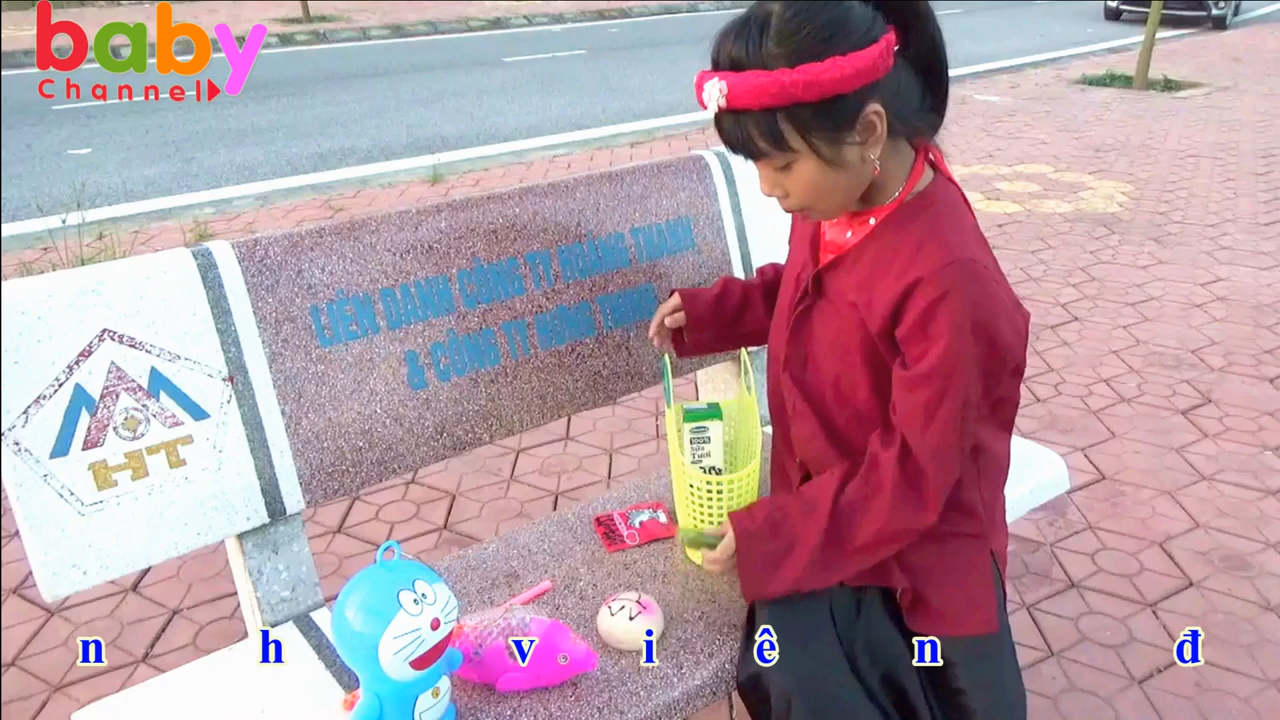 baby
Channel
LIÊN DANH CÔNG TY HOÀNG THANH
& CÔNG TY
HT
100%
Sữa
Tươi
n h v i ê n đ